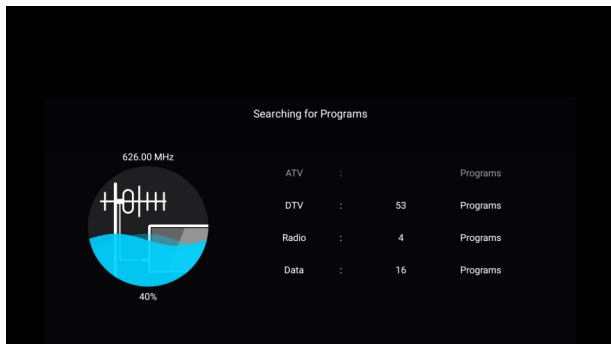 Searching for Programs
626.00 MHz
ATV : Programs
DTV : 53 Programs
Radio : 4 Programs
Data : 16 Programs
40%